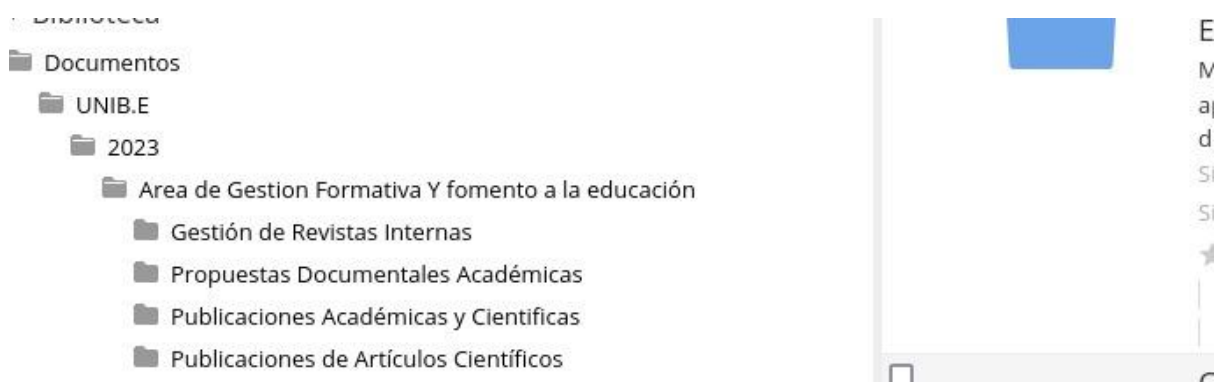 Biblioteca
Documentos
UNIB.E
2023
Area de Gestion Formativa Y fomento a la educación
Gestión de Revistas Internas
Propuestas Documentales Académicas
Publicaciones Académicas y Cientificas
Publicaciones de Artículos Científicos